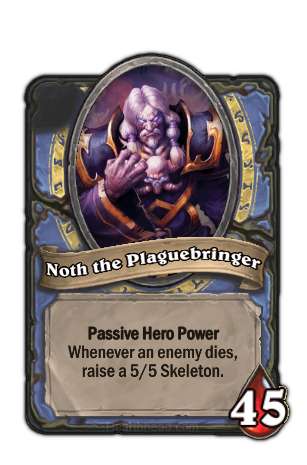 Noth the Plaguebringer
Passive Hero Power
Whenever an enemy dies,
raise a 5/5 Skeleton.
45